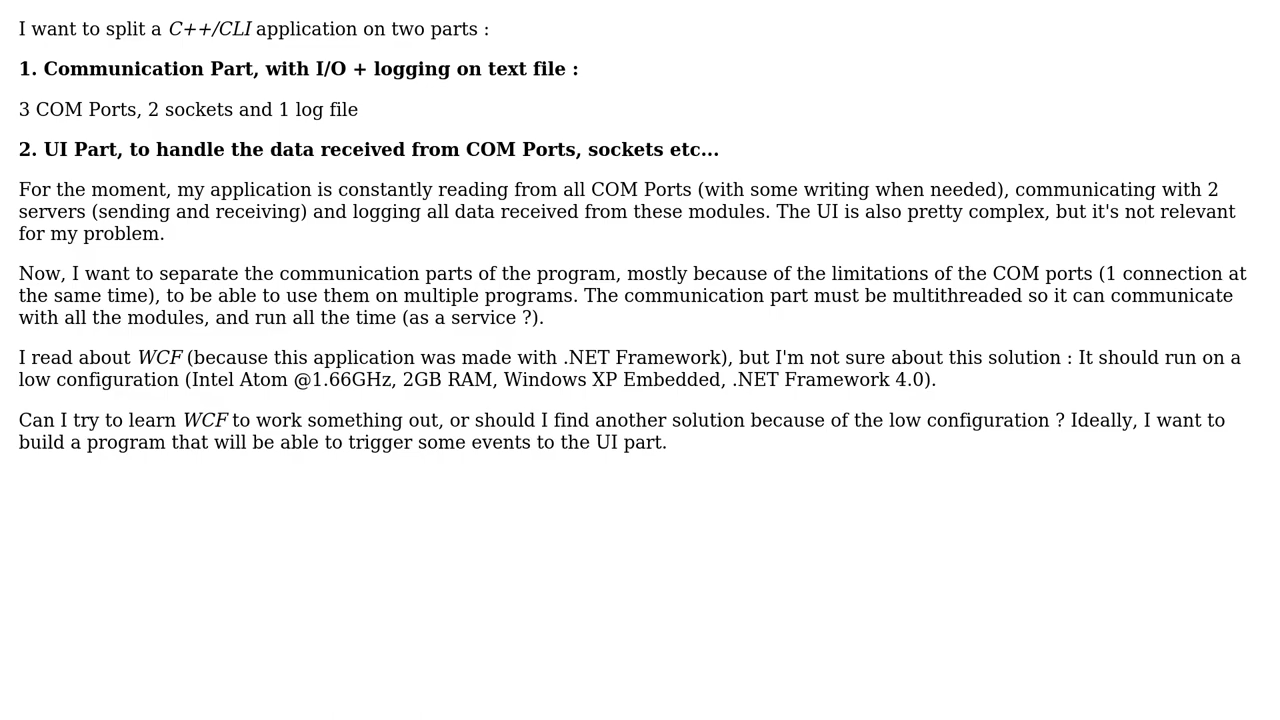 I want to split a C++/CLI application on two parts :
1. Communication Part, with I/O + logging on text file :
3 COM Ports, 2 sockets and 1 log file
2. UI Part, to handle the data received from COM Ports, sockets etc...
For the moment, my application is constantly reading from all COM Ports (with some writing when needed), communicating with 2
servers (sending and receiving) and logging all data received from these modules. The UI is also pretty complex, but it's not relevant
for my problem.
Now, I want to separate the communication parts of the program, mostly because of the limitations of the COM ports (1 connection at
the same time), to be able to use them on multiple programs. The communication part must be multithreaded so it can communicate
with all the modules, and run all the time (as a service ?).
I read about WCF (because this application was made with .NET Framework), but I'm not sure about this solution : It should run on a
low configuration (Intel Atom @1.66GHz, 2GB RAM, Windows XP Embedded, .NET Framework 4.0).
Can I try to learn WCF to work something out, or should I find another solution because of the low configuration ? Ideally, I want to
build a program that will be able to trigger some events to the UI part.